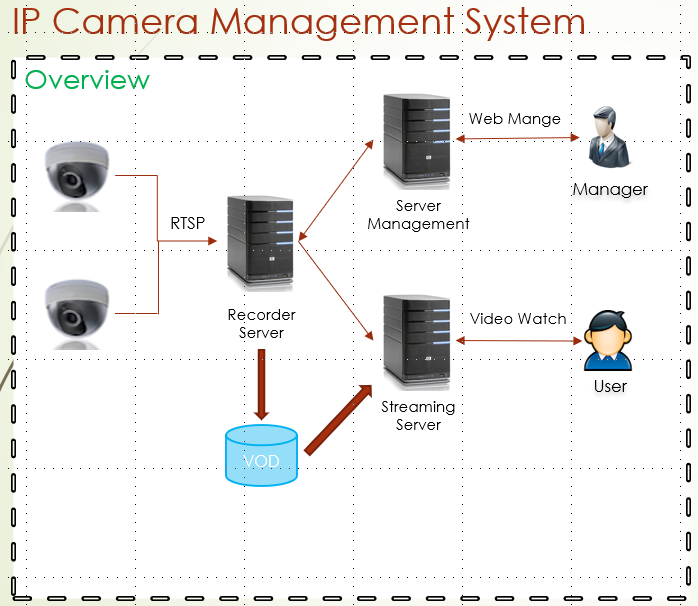 IP Camera Management System
Overview
Web Mange
Manager
Server
Management
RTSP
Recorder
Server
Video Watch
User
Streaming
Server
VOD